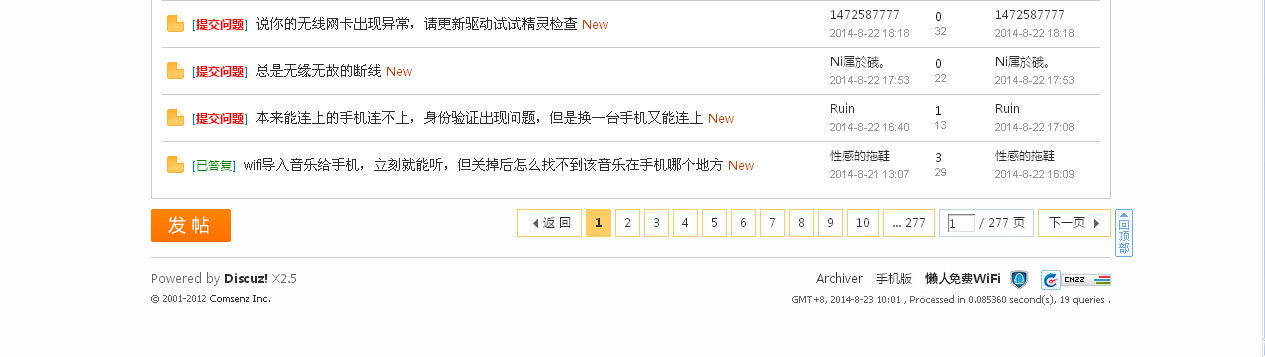 [提交问题] 说你的无线网卡出现异常，请更新驱动试试精灵检查 New
1472587777
2014-8-22 18:18
0
32
1472587777
2014-8-22 18:18
[提交问题] 总是无缘无故的断线 New
Ni属於硪。
2014-8-22 17:53
0
22
Ni属於硪。
2014-8-22 17:53
[提交问题] 本来能连上的手机连不上，身份验证出现问题，但是换一台手机又能连上 New
Ruin
2014-8-22 16:40
1
13
Ruin
2014-8-22 17:08
[已答复] wifi导入音乐给手机，立刻就能听，但关掉后怎么找不到该音乐在手机哪个地方 New
性感的拖鞋
2014-8-21 13:07
3
29
性感的拖鞋
2014-8-22 16:09
发帖
返回 1 2 3 4 5 6 7 8 9 10 ... 277 1 / 277 页 下一页
回顶部
Powered by Discuz! X2.5
© 2001-2012 Comsenz Inc.
Archiver 手机版 懒人免费WiFi CNZZ
GMT+8, 2014-8-23 10:01 , Processed in 0.085360 second(s), 19 queries .